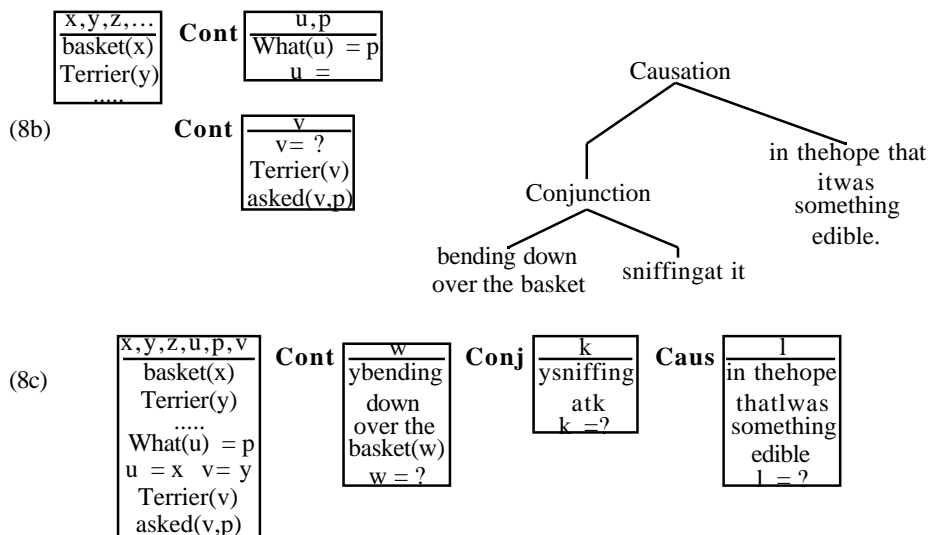 x,y,z,...
basket(x)
Terrier(y)
.....
Cont
u,p
What(u) = p
u =
(8b)
Cont
v
v= ?
Terrier(v)
asked(v,p)
Causation
Conjunction
in thehope that
itwas
something
edible.
bending down
over the basket
sniffingat it
(8c)
x,y,z,u,p,v
basket(x)
Terrier(y)
.....
What(u) = p
u = x v= y
Terrier(v)
asked(v,p)
Cont
w
ybending
down
over the
basket(w)
w = ?
Conj
k
ysniffing
atk
k =?
Caus
l
in thehope
thatlwas
something
edible
l = ?